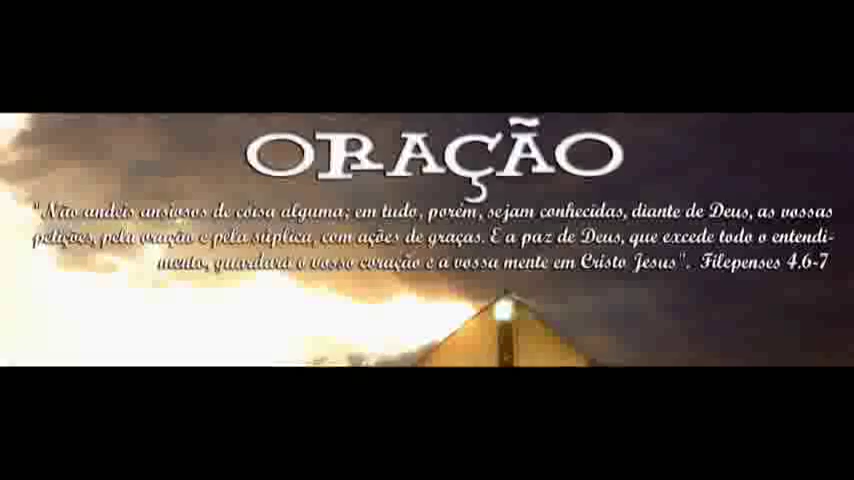 ORAÇÃO
"Não andeis ansiosos de coisa alguma; em tudo, porém, sejam conhecidas, diante de Deus, as vossas
petições, pela oração e pela súplica, com ações de graças. E a paz de Deus, que excede todo o entendi-
mento, guardará o vosso coração e a vossa mente em Cristo Jesus". Filepenses 4.6-7